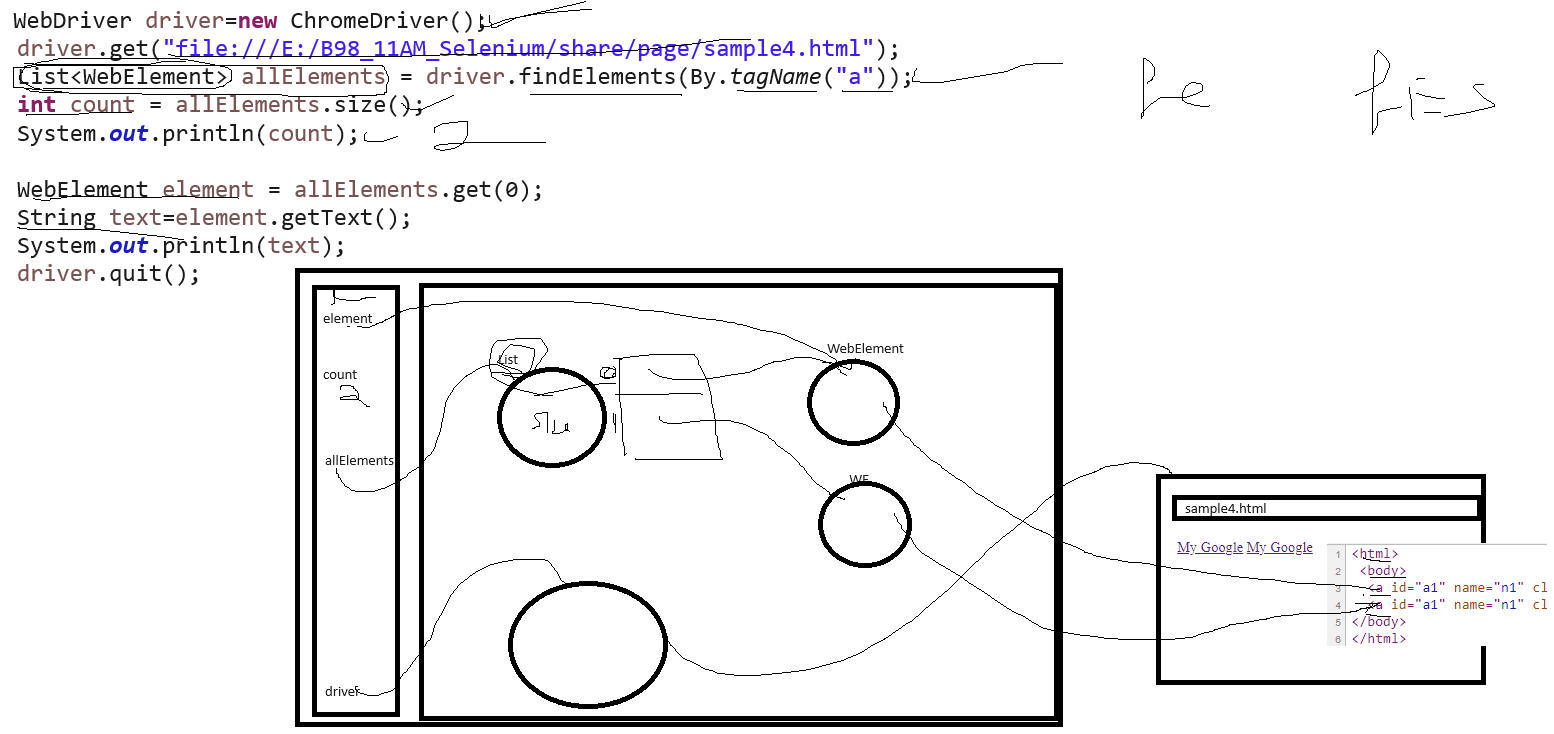 WebDriver driver=new ChromeDriver();
driver.get("file:///E:/B98_11AM_Selenium/share/page/sample4.html");
List<WebElement> allElements = driver.findElements(By.tagName("a"));
int count = allElements.size();
System.out.println(count);
2
WebElement element = allElements.get(0);
String text=element.getText();
System.out.println(text);
driver.quit();
element
count
2
allElements
driver
List
0
1
WebElement
WE
sample4.html
My Google My Google
1 <html>
2 <body>
3 <a id="a1" name="n1" cl
4 <a id="a1" name="n1" cl
5 </body>
6 </html>